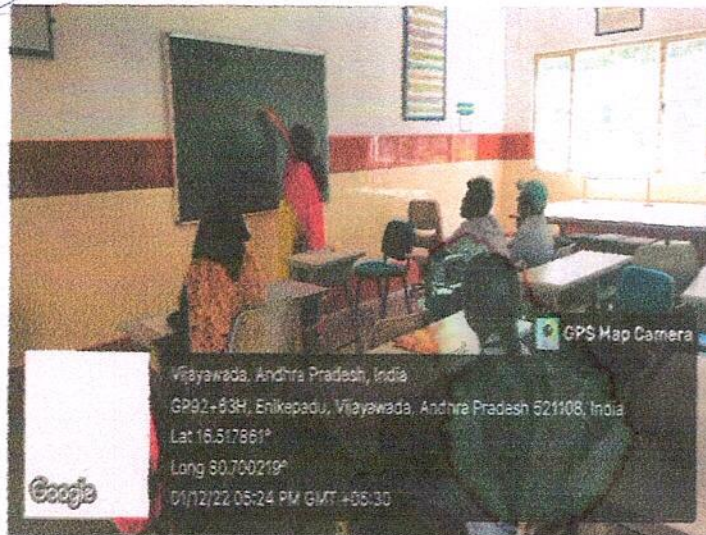 GPS Map Camera
Vijayawada, Andhra Pradesh, India
GP92+63H, Enikepadu, Vijayawada, Andhra Pradesh 521108, India
Lat 16.517861°
Long 80.700219°
01/12/22 05:24 PM GMT +05:30
Google